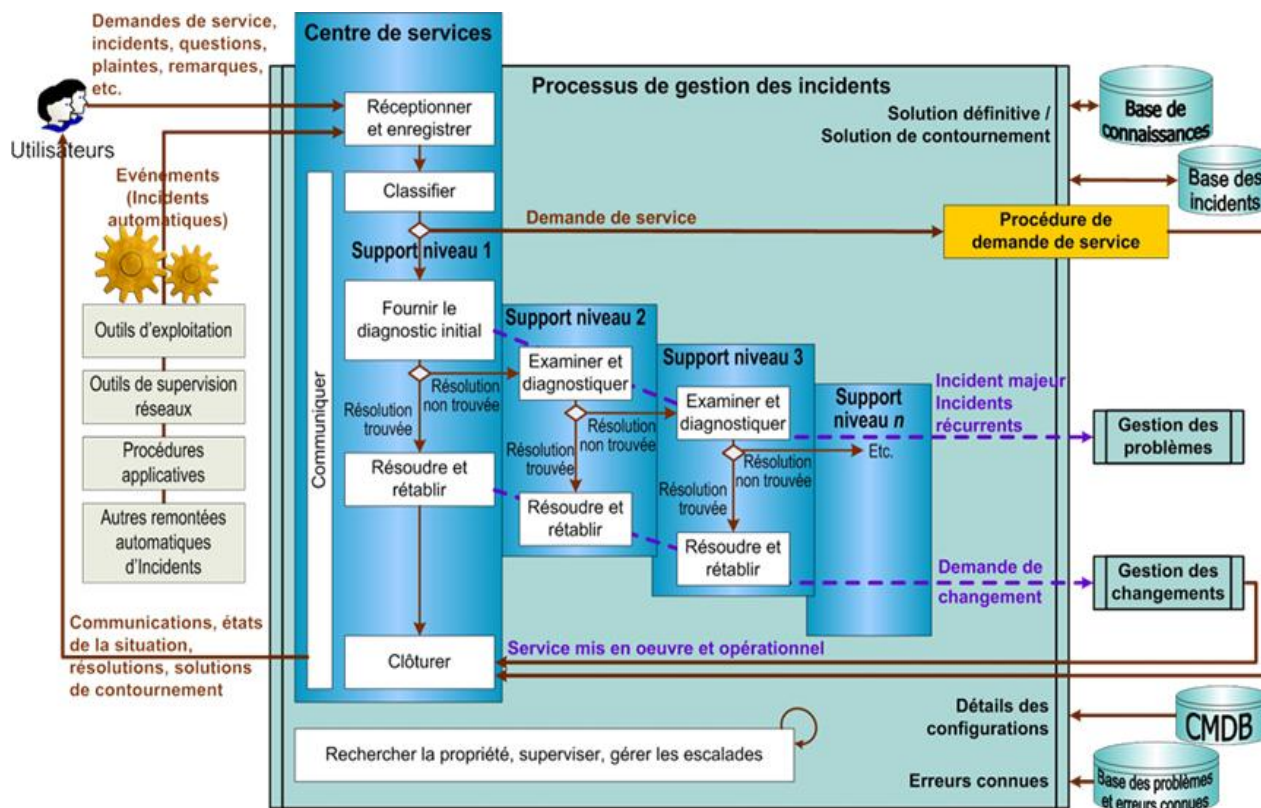 Demandes de service,
incidents, questions,
plaintes, remarques,
etc.
Utilisateurs
Evénements
(Incidents
automatiques)
Outils d'exploitation
Outils de supervision
réseaux
Procédures
applicatives
Autres remontées
automatiques
d'Incidents
Communications, états
de la situation,
résolutions, solutions
de contournement
Centre de services
Réceptionner
et enregistrer
Communiquer
Classifier
Support niveau 1
Fournir le
diagnostic initial
Résolution
non trouvée
Résolution
trouvée
Résoudre et
rétablir
Clôturer
Processus de gestion des incidents
Solution définitive /
Solution de contournement
Demande de service
Procédure de
demande de service
Support niveau 2
Examiner et
diagnostiquer
Résolution
non trouvée
Résolution
trouvée
Résoudre et
rétablir
Support niveau 3
Examiner et
diagnostiquer
Résolution
non trouvée
Résolution
trouvée
Résoudre et
rétablir
Support
niveau n
Etc.
Incident majeur
Incidents
récurrents
Gestion des
problèmes
Demande de
changement
Gestion des
changements
Service mis en oeuvre et opérationnel
Rechercher la propriété, superviser, gérer les escalades
Détails des
configurations
Erreurs connues
Base de
connaissances
Base des
incidents
CMDB
Base des problèmes
et erreurs connues